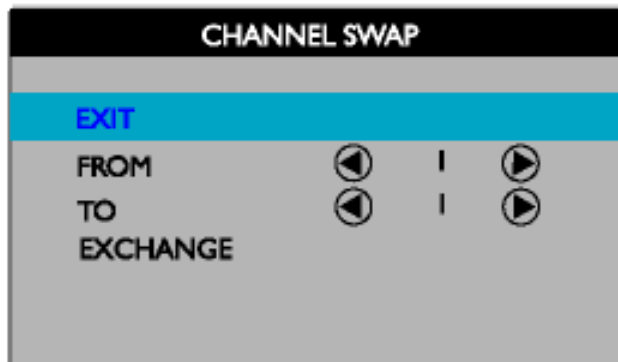 CHANNEL SWAP
EXIT
FROM 1
TO 1
EXCHANGE